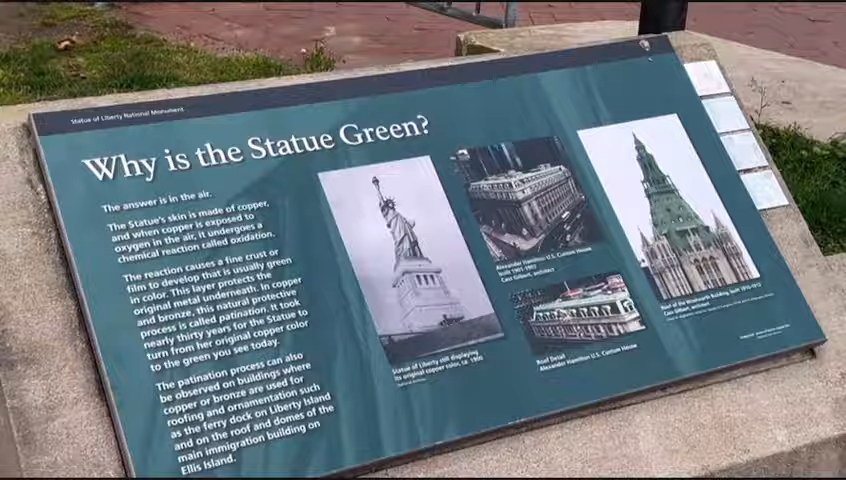 Statue of Liberty National Monument
Why is the Statue Green?
The answer is in the air.
The Statue's skin is made of copper,
and when copper is exposed to
oxygen in the air, it undergoes a
chemical reaction called oxidation.
The reaction causes a fine crust or
film to develop that is usually green
in color. This layer protects the
original metal underneath. In copper
and bronze, this natural protective
process is called patination. It took
nearly thirty years for the Statue to
turn from her original copper color
to the green you see today.
The patination process can also
be observed on buildings where
copper or bronze are used for
roofing and ornamentation such
as the ferry dock on Liberty Island
and on the roof and domes of the
main immigration building on
Ellis Island.
Statue of Liberty still displaying
its original copper color, ca. 1900
Alexander Hamilton U.S. Custom House
built 1901-1907
Cass Gilbert, architect
Roof Detail
Alexander Hamilton U.S. Custom House
Roof of the Woolworth Building, built 1910-1913
Cass Gilbert, architect